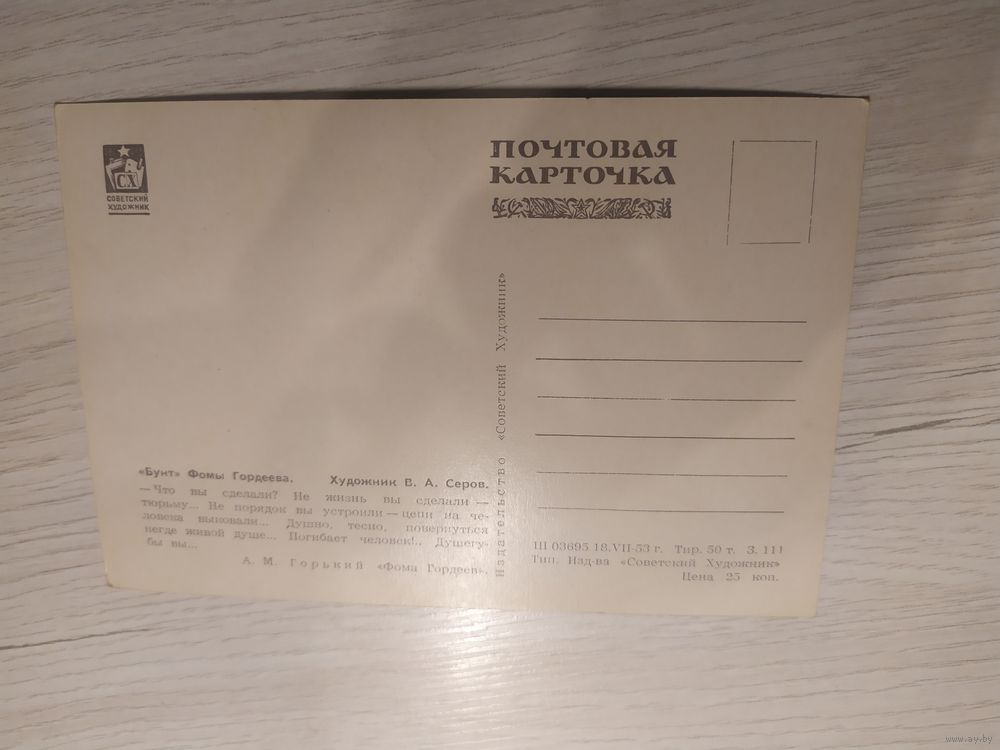 СХ
СОВЕТСКИЙ
ХУДОЖНИК
ПОЧТОВАЯ
КАРТОЧКА
Издательство «Советский Художник»
«Бунт» Фомы Гордеева. Художник В. А. Серов.
— Что вы сделали? Не жизнь вы сделали —
тюрьму... Не порядок вы устроили — цепи на че-
ловека выковали... Душно, тесно, повернуться
негде живой душе... Погибает человек!.. Душегу-
бы вы...
А. М. Горький «Фома Гордеев».
Ш 03695 18.VII-53 г. Тир. 50 т. З. 111
Тип. Изд-ва «Советский Художник»
Цена 25 коп.
www.ay.by